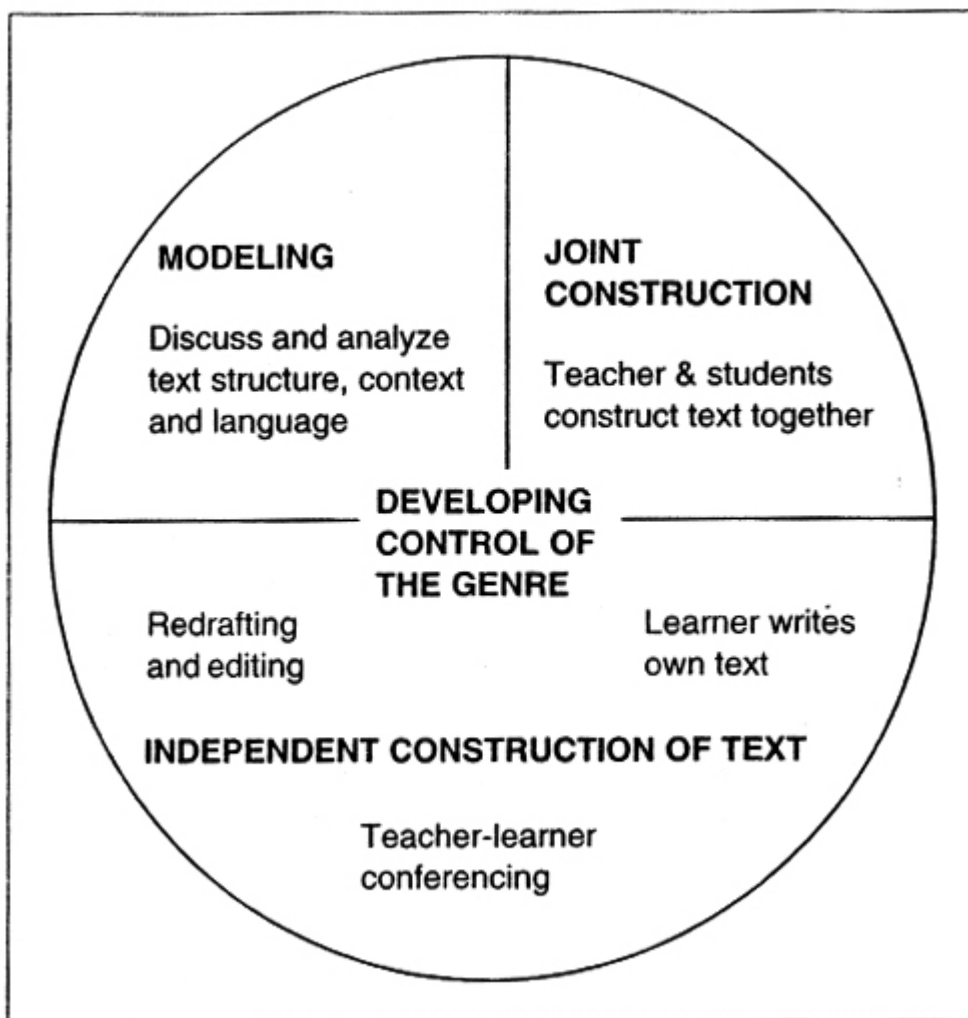 MODELING
Discuss and analyze
text structure, context
and language
JOINT
CONSTRUCTION
Teacher & students
construct text together
DEVELOPING
CONTROL OF
THE GENRE
Redrafting
and editing
Learner writes
own text
INDEPENDENT CONSTRUCTION OF TEXT
Teacher-learner
conferencing